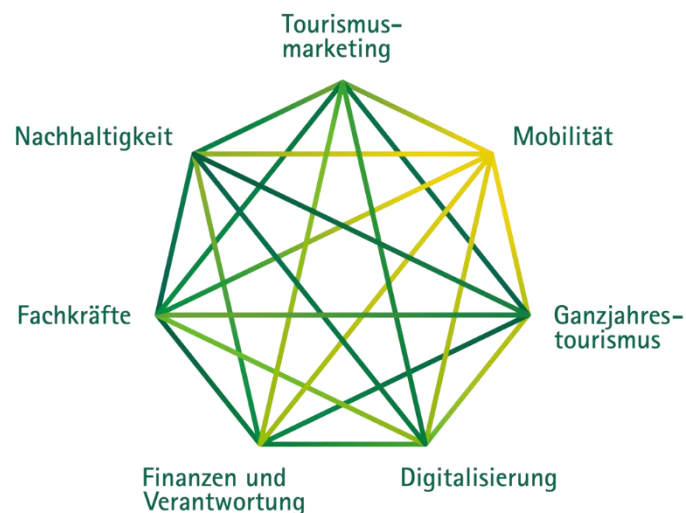 Tourismus-
marketing
Nachhaltigkeit
Mobilität
Fachkräfte
Ganzjahres-
tourismus
Finanzen und
Verantwortung
Digitalisierung